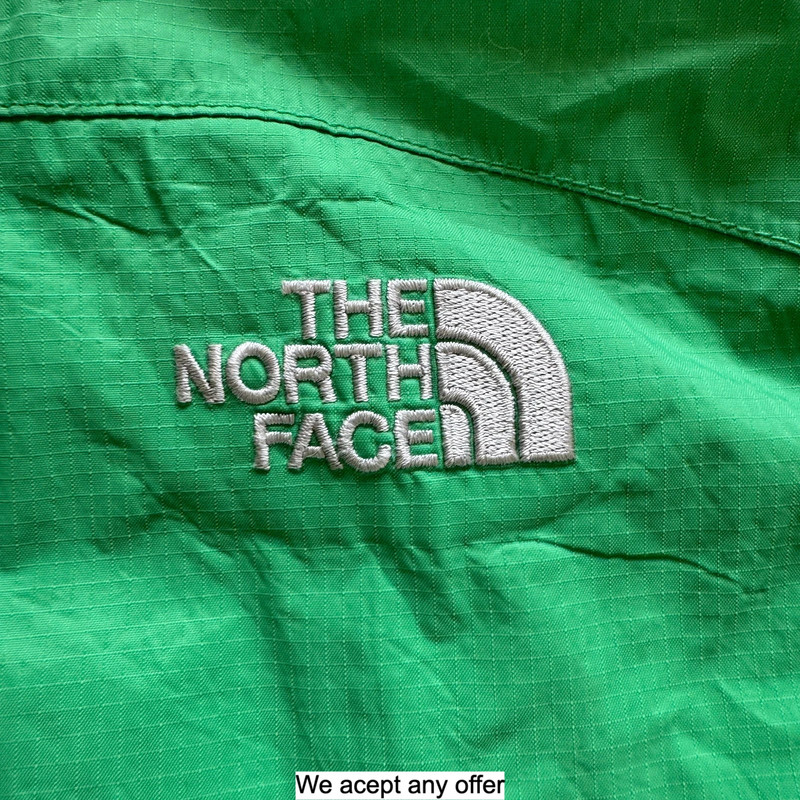 THE
NORTH
FACE
We acept any offer